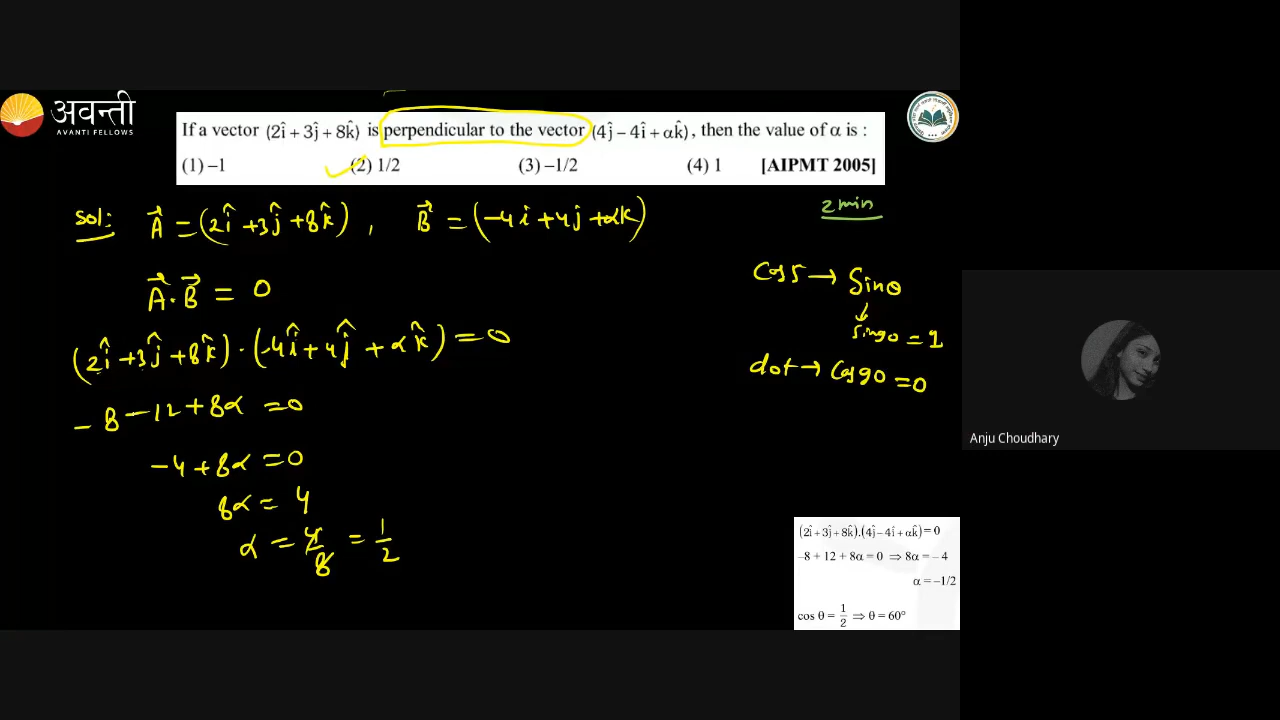 अवन्ती
AVANTI FELLOWS
If a vector (2î + 3ĵ + 8k̂) is perpendicular to the vector (4ĵ − 4î + αk̂), then the value of α is :
(1) −1 (2) 1/2 (3) −1/2 (4) 1 [AIPMT 2005]
2 min
sol: A⃗ = (2î + 3ĵ + 8k̂) , B⃗ = (−4i + 4j + αk)
A⃗ . B⃗ = 0
(2î + 3ĵ + 8k̂) . (−4î + 4ĵ + αk̂) = 0
− 8 − 12 + 8α = 0
−4 + 8α = 0
8α = 4
α = 4/8 = 1/2
→ Sinθ
↓
Sin90 = 1
dot → Cos90 = 0
Anju Choudhary
(2î + 3ĵ + 8k̂).(4ĵ − 4î + αk̂) = 0
−8 + 12 + 8α = 0 ⇒ 8α = − 4
α = −1/2
cos θ = 1/2 ⇒ θ = 60°